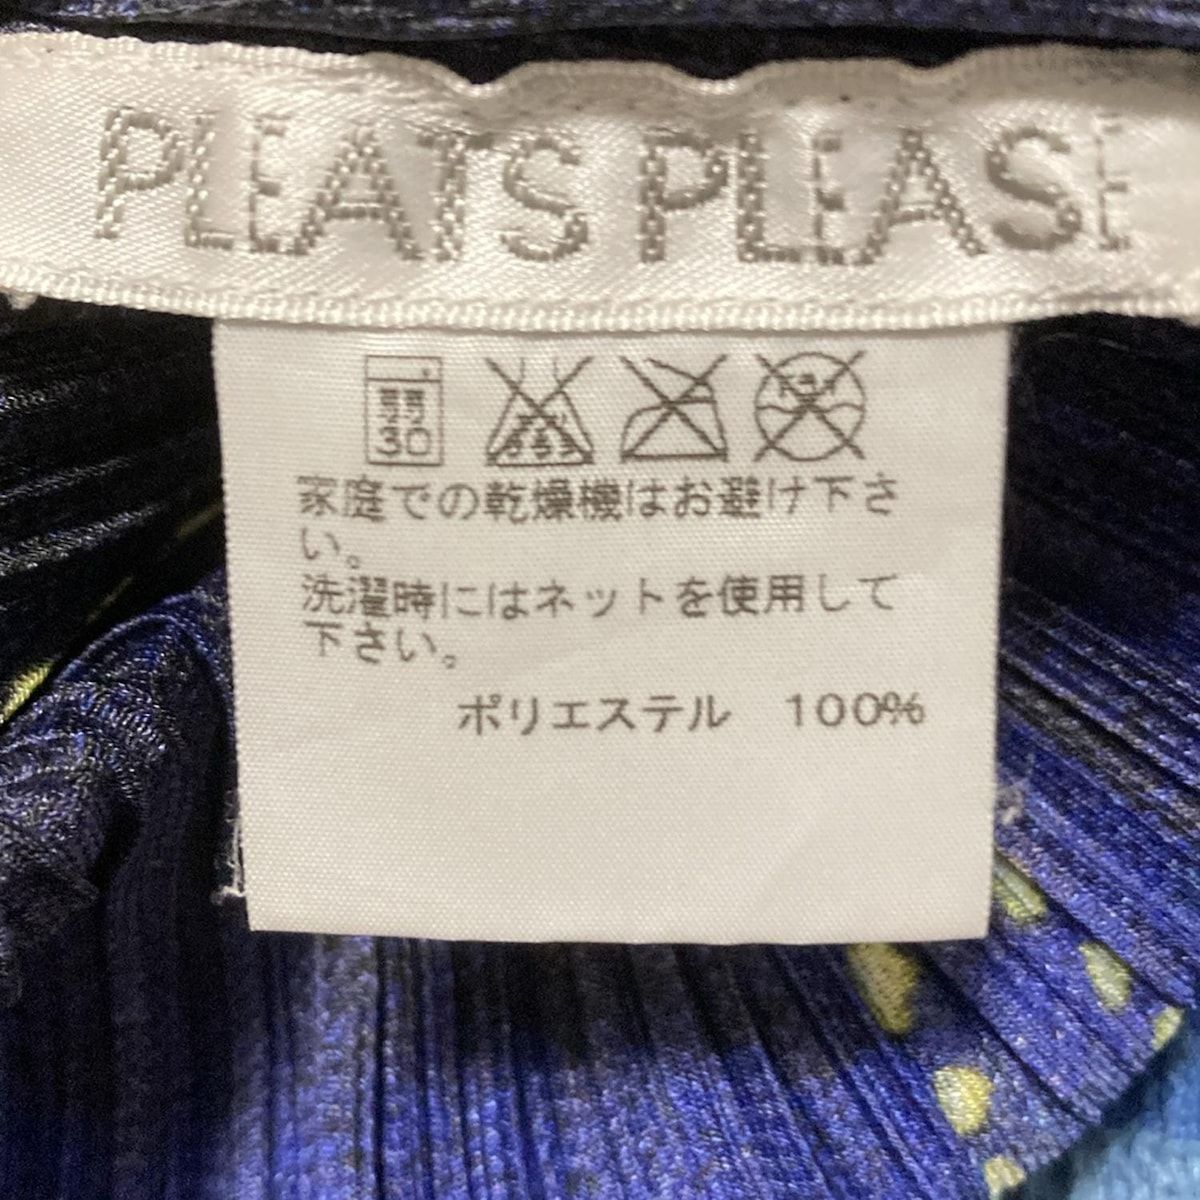 PLEATS PLEASE
弱
30
家庭での乾燥機はお避け下さ
い。
洗濯時にはネットを使用して
下さい。
ポリエステル 100%